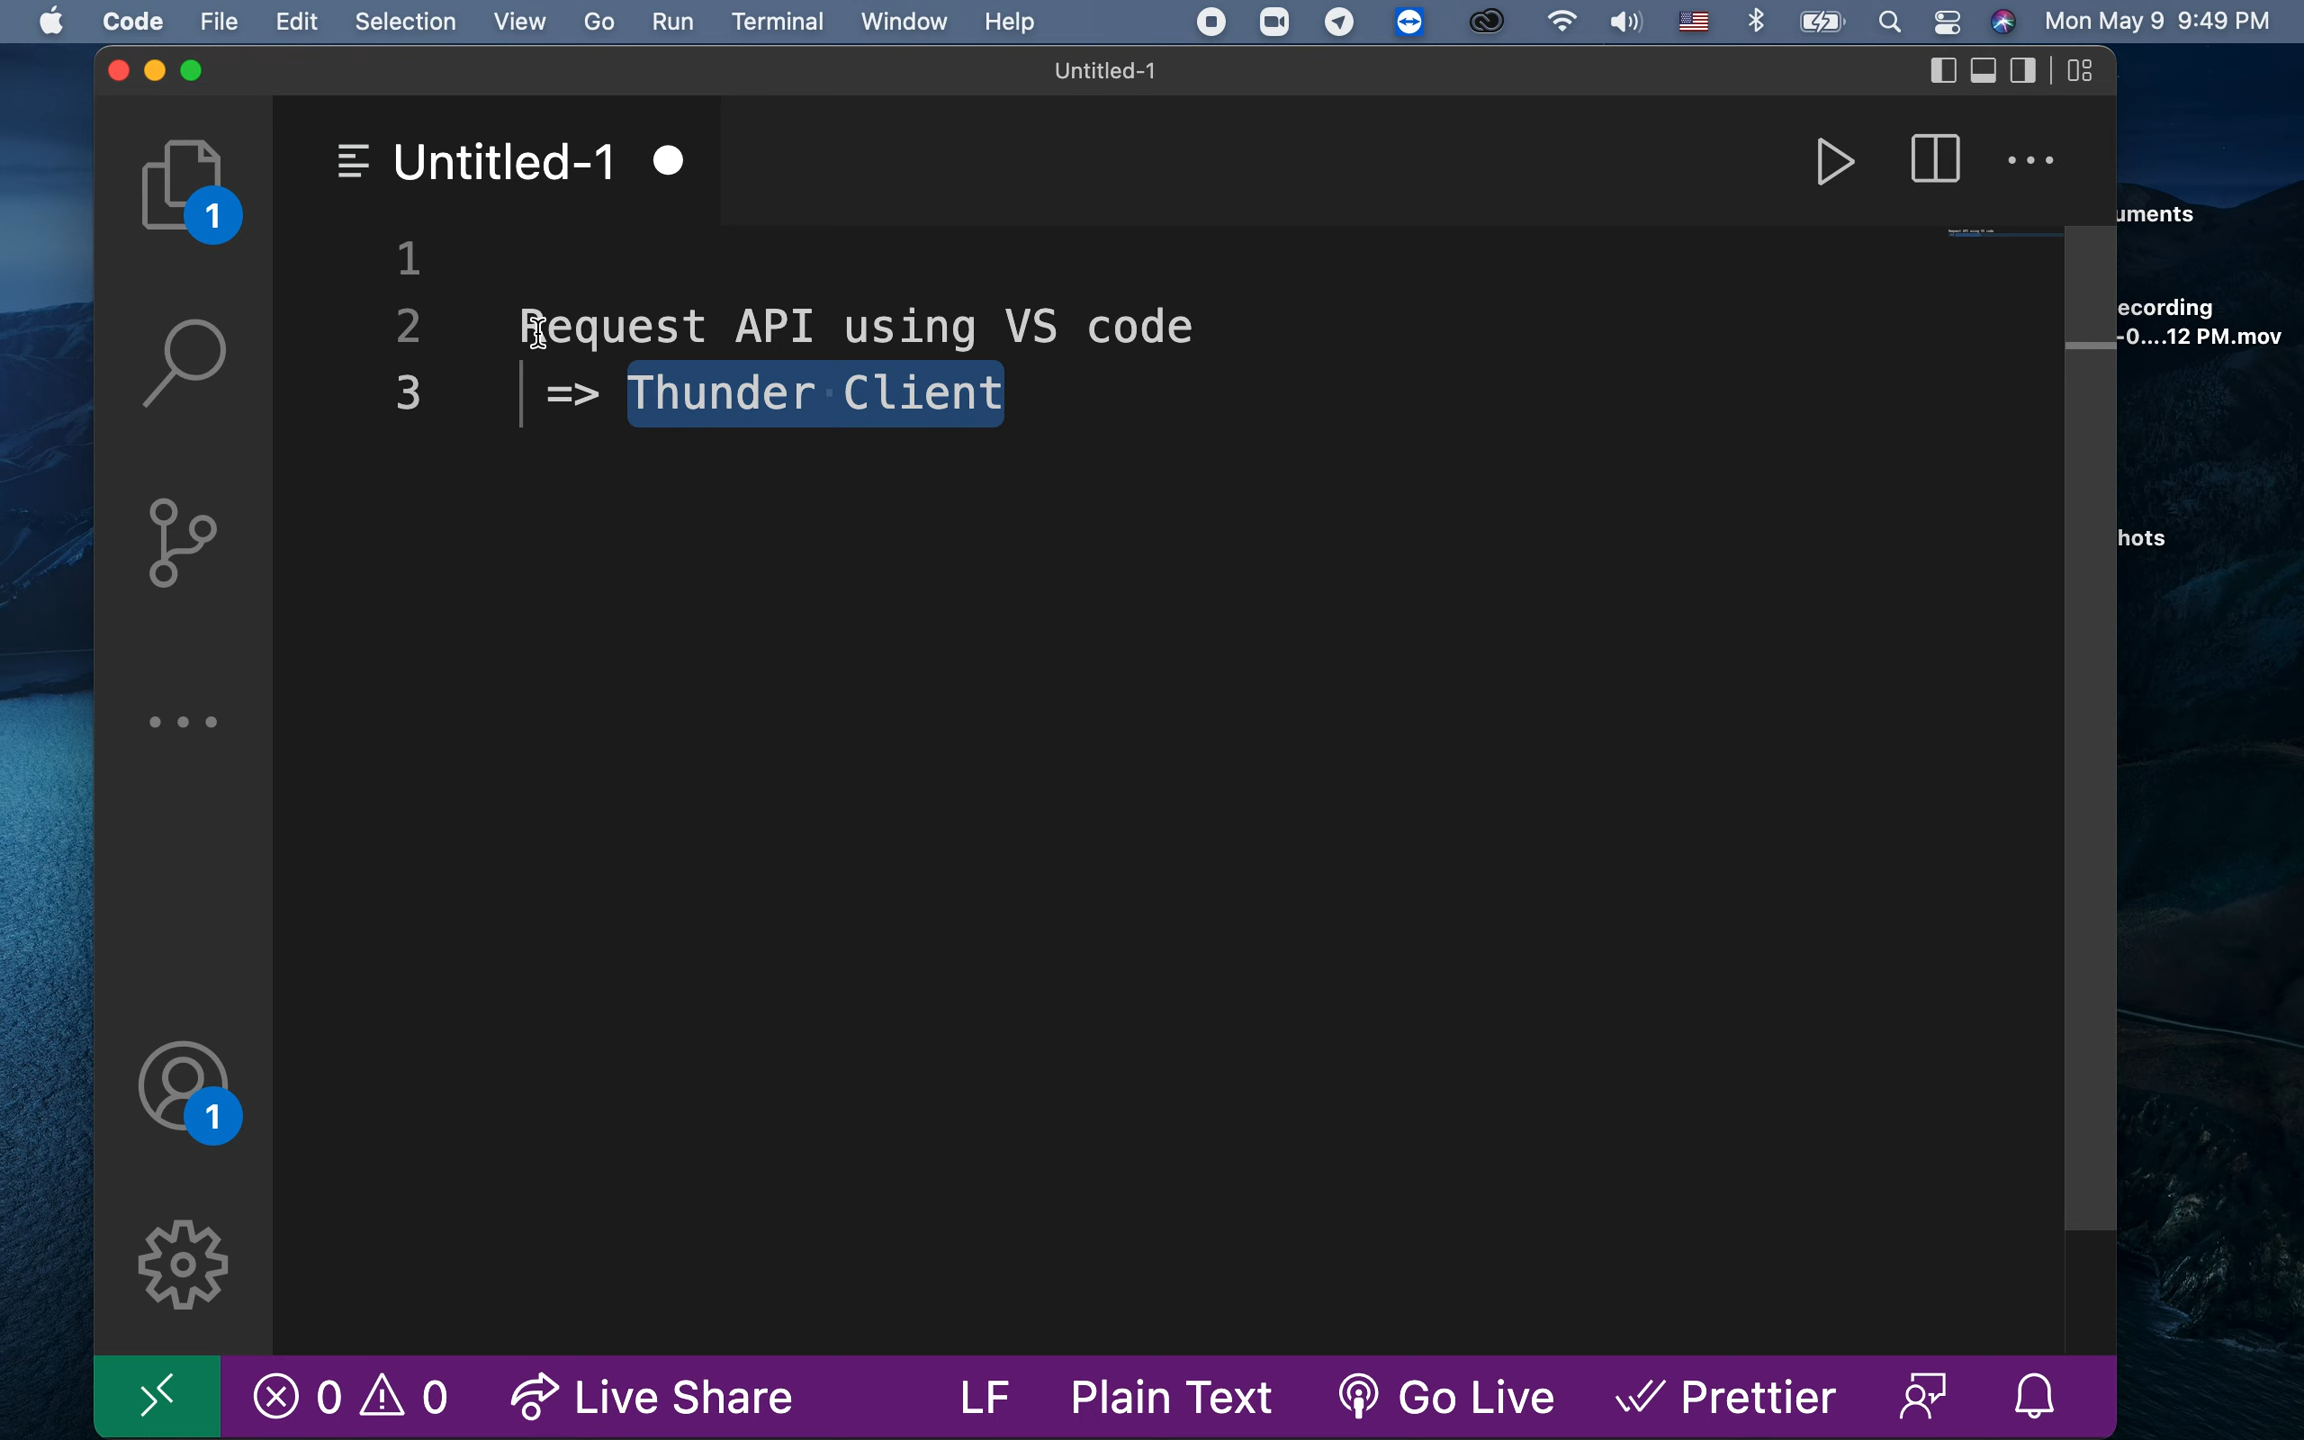 Code File Edit Selection View Go Run Terminal Window Help Mon May 9 9:49 PM
Untitled-1
Untitled-1
1
1
2 Request API using VS code
3 => Thunder Client
uments
ecording
-0....12 PM.mov
hots
1
0 0 Live Share LF Plain Text Go Live Prettier